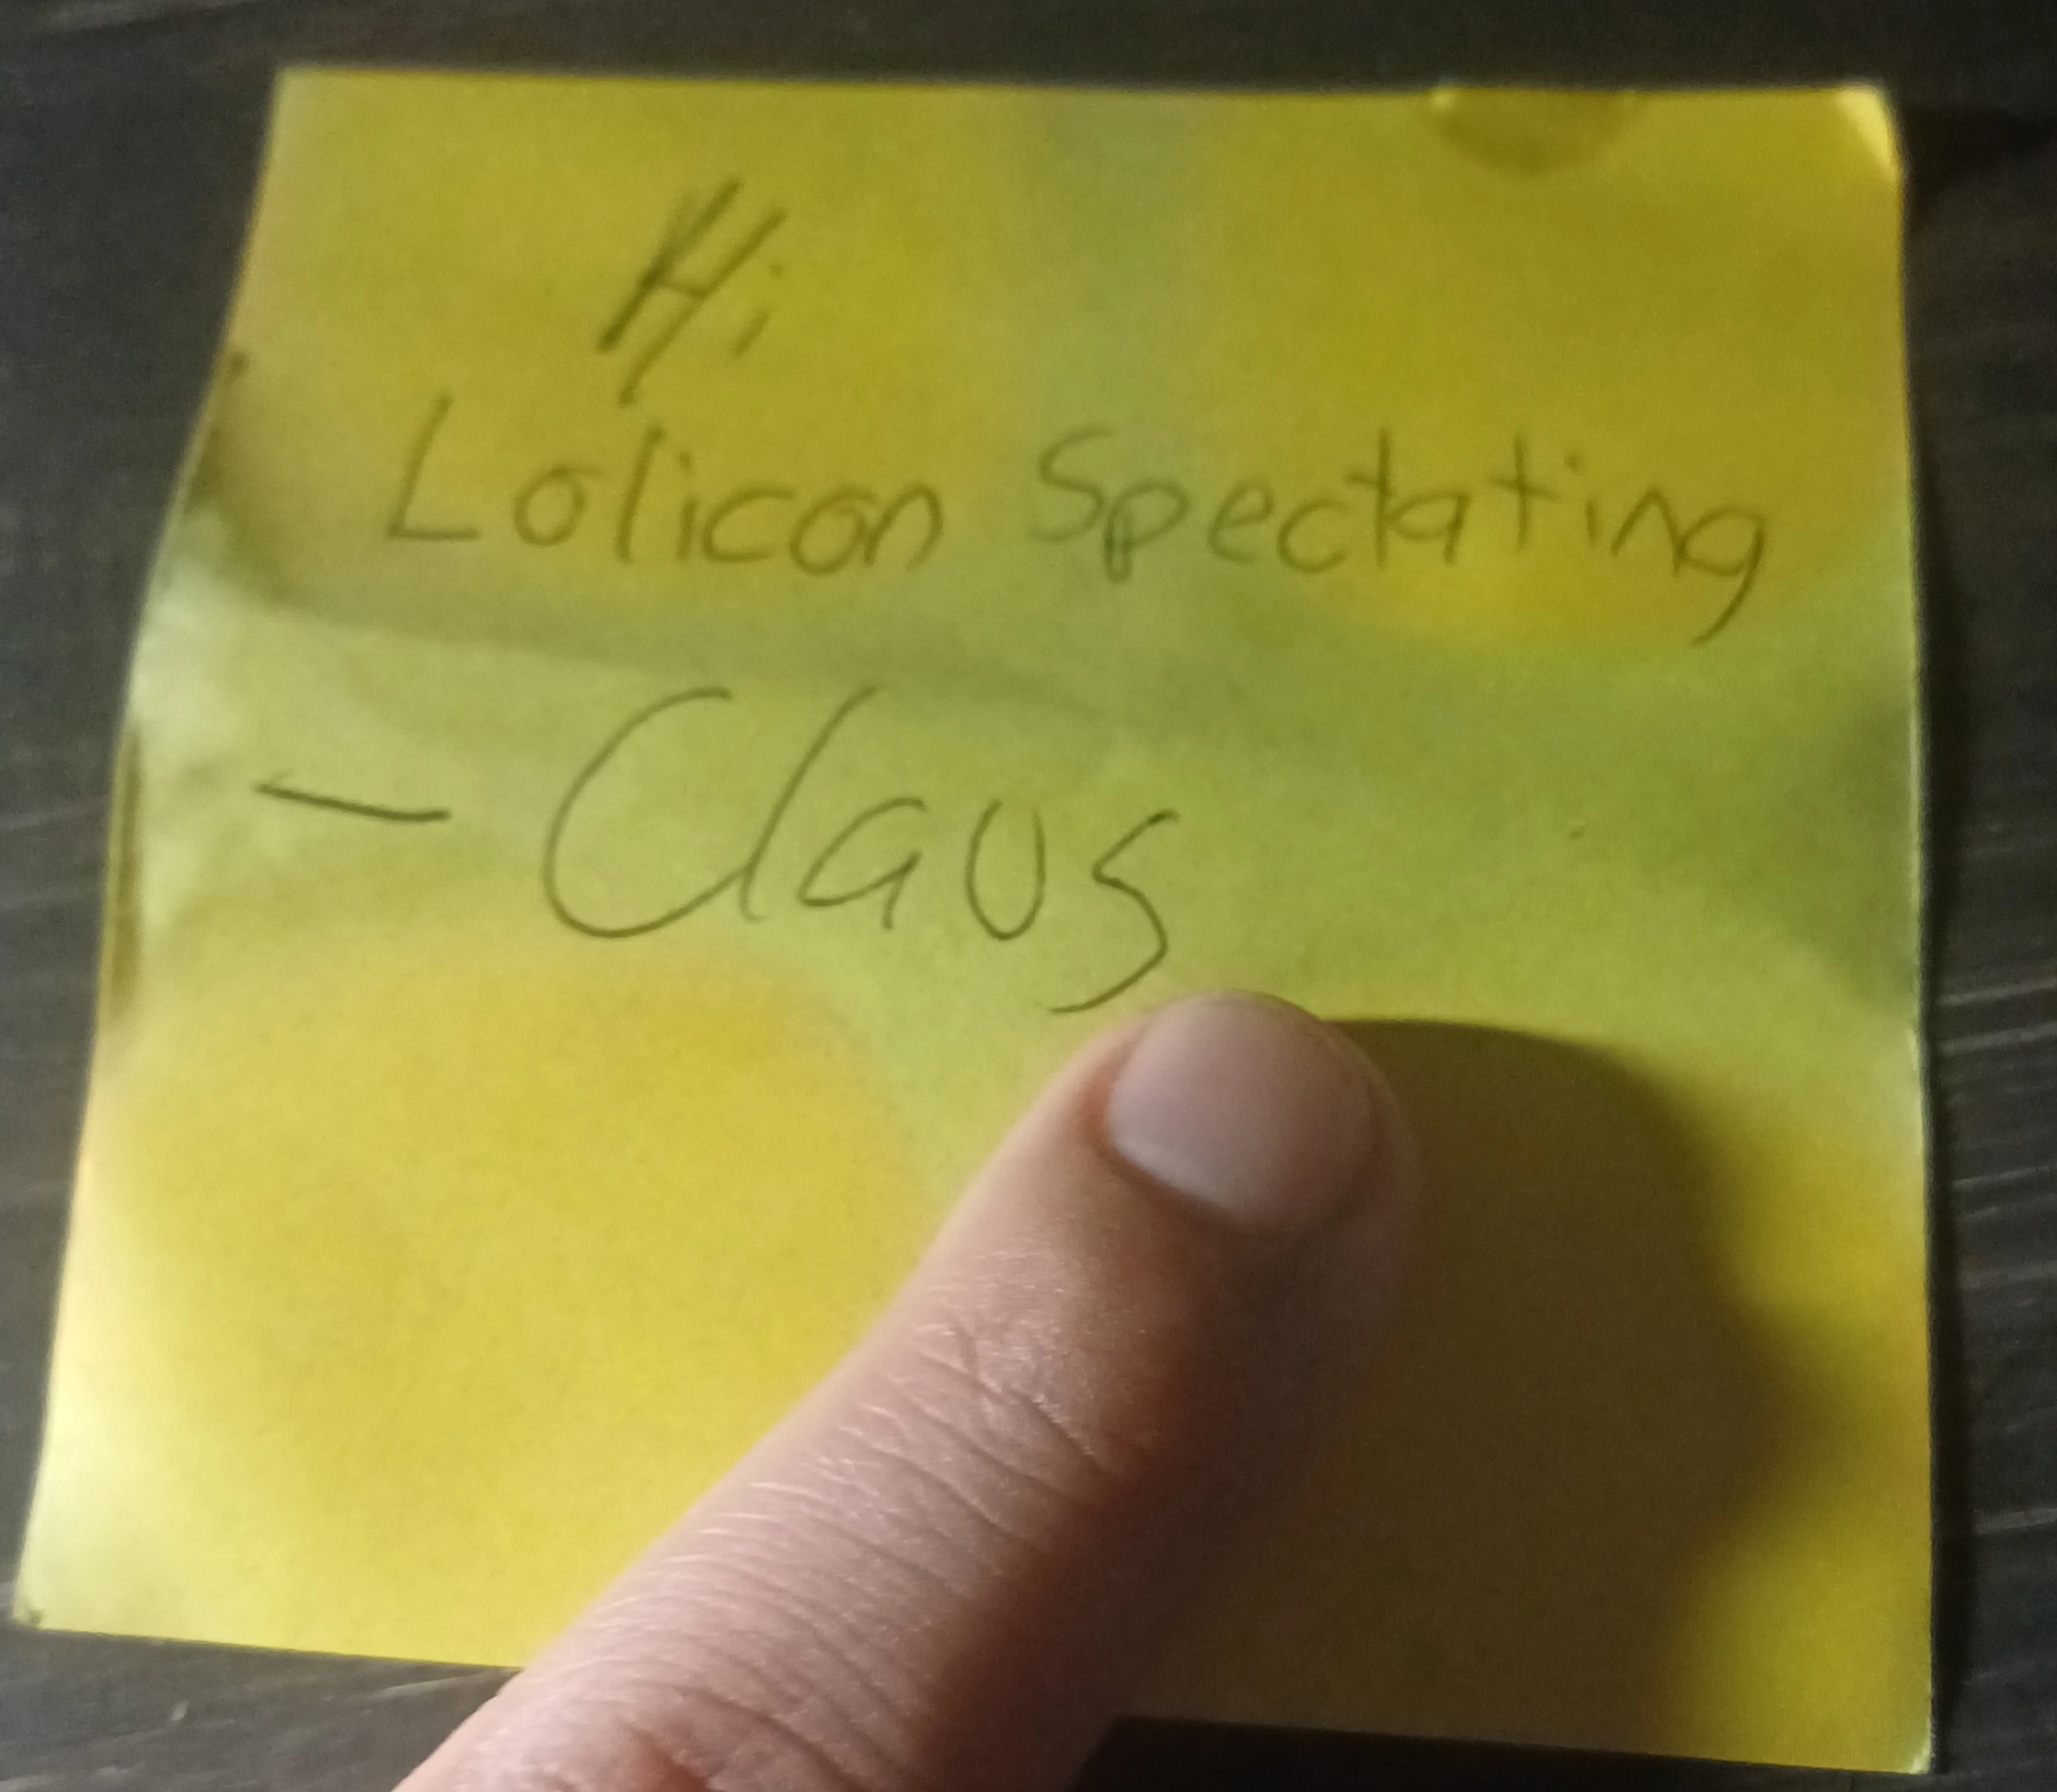 Hi
Lolicon Spectating
- Claus